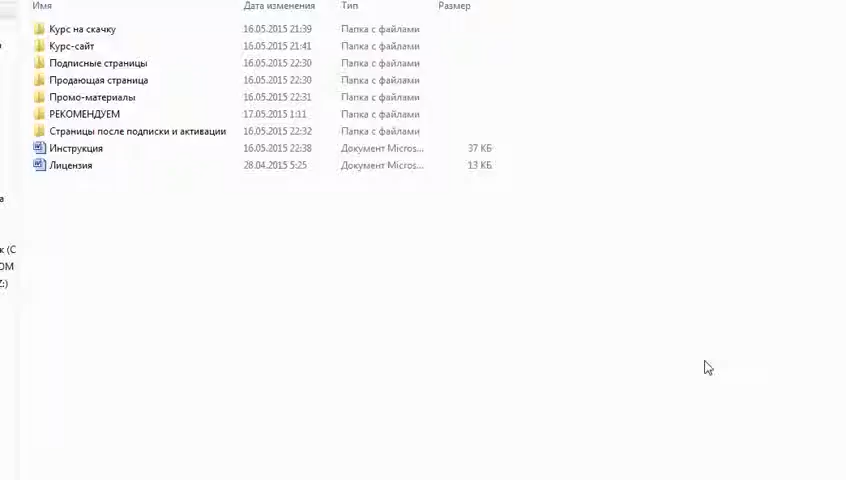 Имя Дата изменения Тип Размер
Курс на скачку 16.05.2015 21:39 Папка с файлами
Курс-сайт 16.05.2015 21:41 Папка с файлами
Подписные страницы 16.05.2015 22:30 Папка с файлами
Продающая страница 16.05.2015 22:30 Папка с файлами
Промо-материалы 16.05.2015 22:31 Папка с файлами
РЕКОМЕНДУЕМ 17.05.2015 1:11 Папка с файлами
Страницы после подписки и активации 16.05.2015 22:32 Папка с файлами
Инструкция 16.05.2015 22:38 Документ Micros... 37 КБ
Лицензия 28.04.2015 5:25 Документ Micros... 13 КБ
а
к (C
ОМ
Z:)